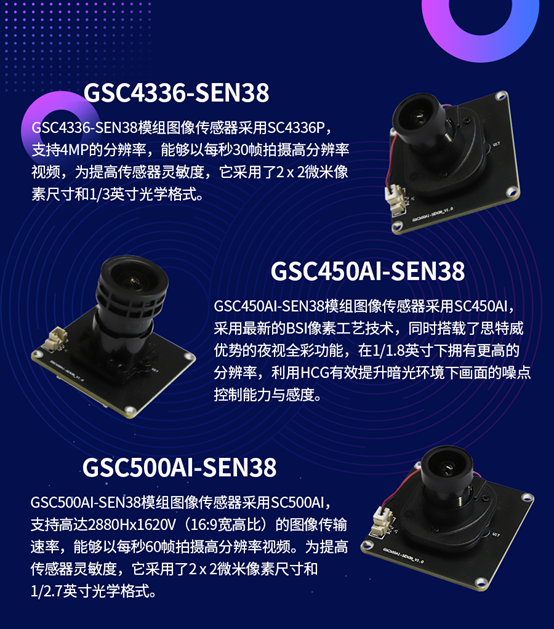 GSC4336-SEN38
GSC4336-SEN38模组图像传感器采用SC4336P，
支持4MP的分辨率，能够以每秒30帧拍摄高分辨率
视频，为提高传感器灵敏度，它采用了2 x 2微米像
素尺寸和1/3英寸光学格式。
GSC450AI-SEN38
GSC450AI-SEN38模组图像传感器采用SC450AI，
采用最新的BSI像素工艺技术，同时搭载了思特威
优势的夜视全彩功能，在1/1.8英寸下拥有更高的
分辨率，利用HCG有效提升暗光环境下画面的噪点
控制能力与感度。
GSC500AI-SEN38
GSC500AI-SEN38模组图像传感器采用SC500AI，
支持高达2880Hx1620V（16:9宽高比）的图像传输
速率，能够以每秒60帧拍摄高分辨率视频。为提高
传感器灵敏度，它采用了2 x 2微米像素尺寸和
1/2.7英寸光学格式。